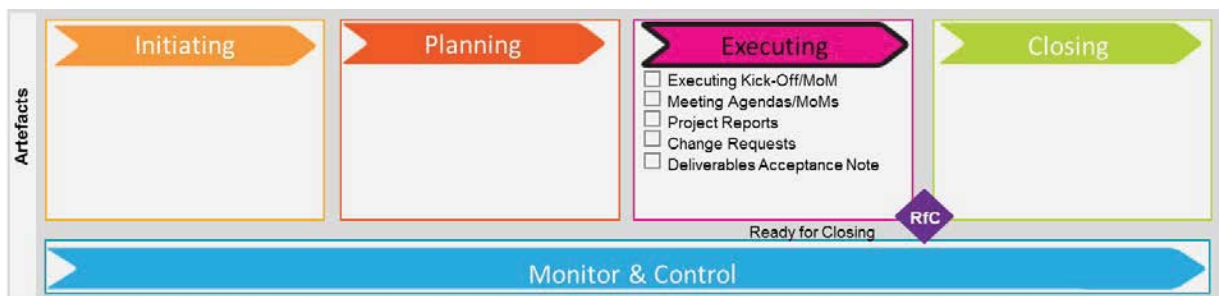 Artefacts
Initiating
Planning
Executing
Closing
Executing Kick-Off/MoM
Meeting Agendas/MoMs
Project Reports
Change Requests
Deliverables Acceptance Note
RfC
Ready for Closing
Monitor & Control